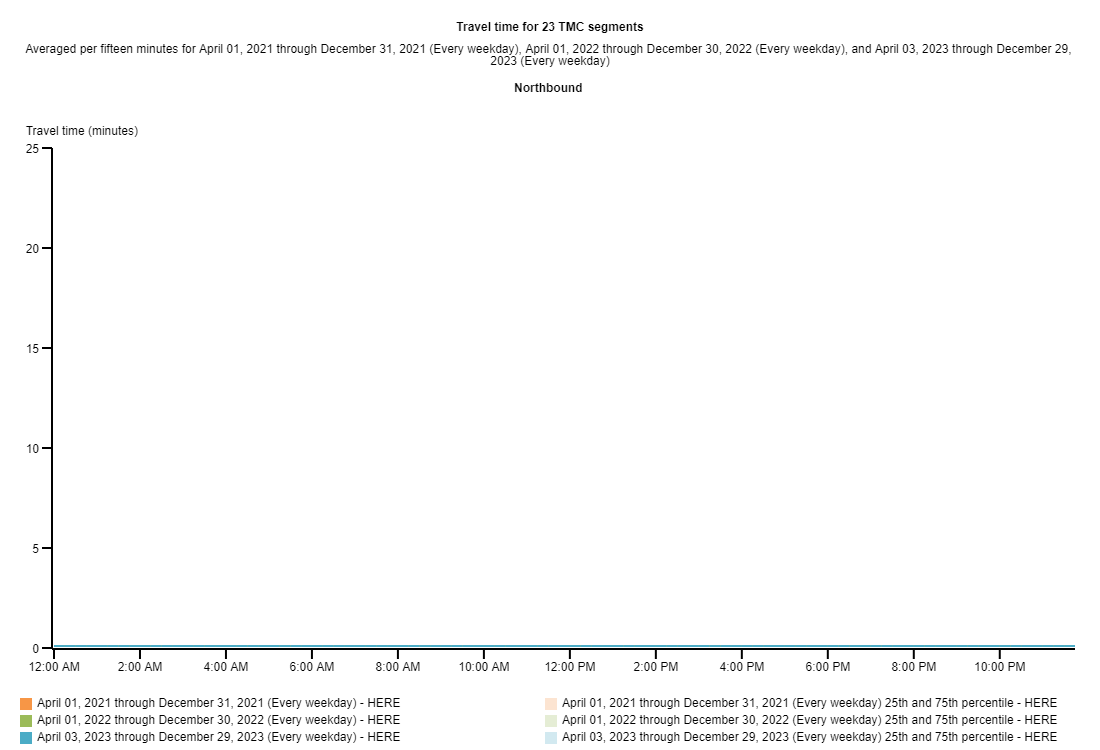 Travel time for 23 TMC segments
Averaged per fifteen minutes for April 01, 2021 through December 31, 2021 (Every weekday), April 01, 2022 through December 30, 2022 (Every weekday), and April 03, 2023 through December 29,
2023 (Every weekday)
Northbound
Travel time (minutes)
25
20
15
10
5
0
12:00 AM 2:00 AM 4:00 AM 6:00 AM 8:00 AM 10:00 AM 12:00 PM 2:00 PM 4:00 PM 6:00 PM 8:00 PM 10:00 PM
April 01, 2021 through December 31, 2021 (Every weekday) - HERE
April 01, 2022 through December 30, 2022 (Every weekday) - HERE
April 03, 2023 through December 29, 2023 (Every weekday) - HERE
April 01, 2021 through December 31, 2021 (Every weekday) 25th and 75th percentile - HERE
April 01, 2022 through December 30, 2022 (Every weekday) 25th and 75th percentile - HERE
April 03, 2023 through December 29, 2023 (Every weekday) 25th and 75th percentile - HERE